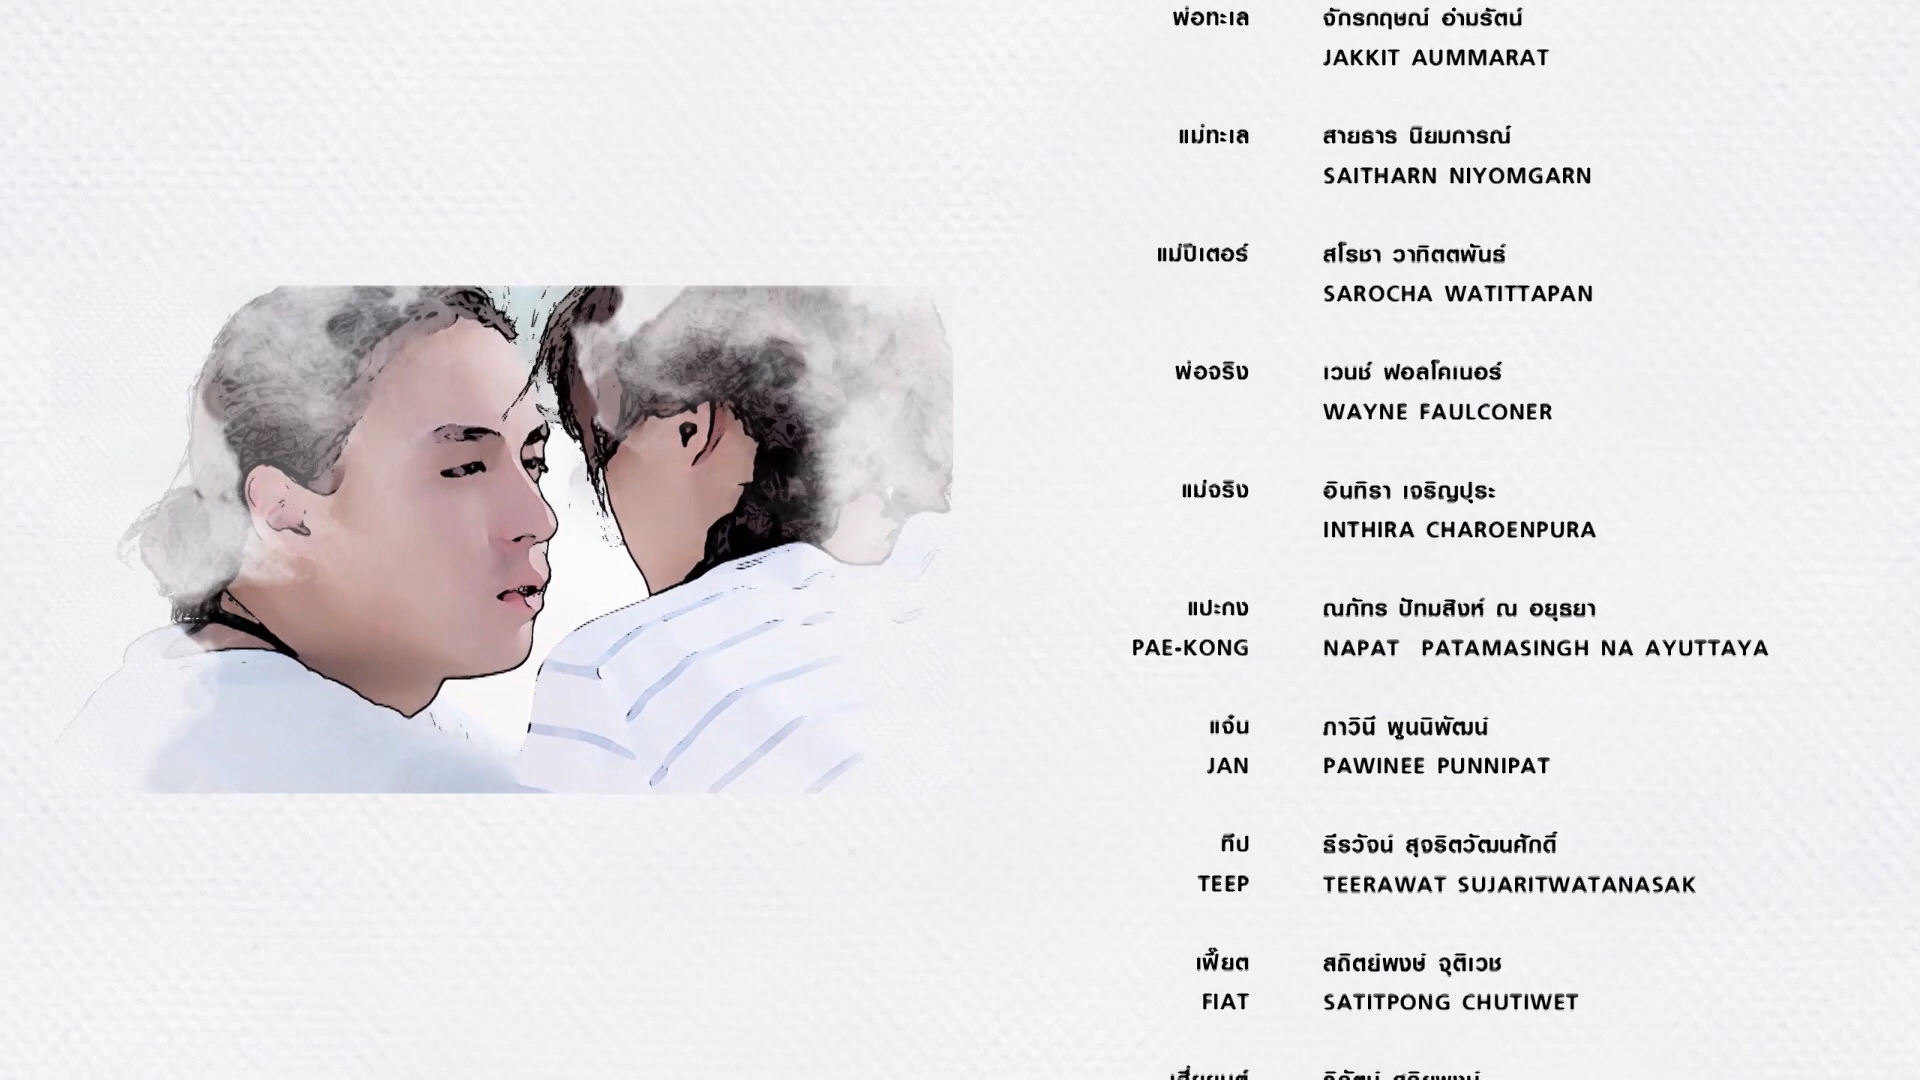 พ่อทะเล จักรกฤษณ์ อำมรัตน์
JAKKIT AUMMARAT
แม่ทะเล สายธาร นิยมการณ์
SAITHARN NIYOMGARN
แม่ปีเตอร์ สโรชา วาทิตตพันธ์
SAROCHA WATITTAPAN
พ่อจริง เวนช์ ฟอลโคเนอร์
WAYNE FAULCONER
แม่จริง อินทิรา เจริญปุระ
INTHIRA CHAROENPURA
แปะกง ณภัทร ปัทมสิงห์ ณ อยุธยา
PAE-KONG NAPAT PATAMASINGH NA AYUTTAYA
แจ๋น ภาวินี พูนนิพัฒน์
JAN PAWINEE PUNNIPAT
ทีป ธีรวัจน์ สุจริตวัฒนศักดิ์
TEEP TEERAWAT SUJARITWATANASAK
เฟี๊ยต สถิตย์พงษ์ จุติเวช
FIAT SATITPONG CHUTIWET